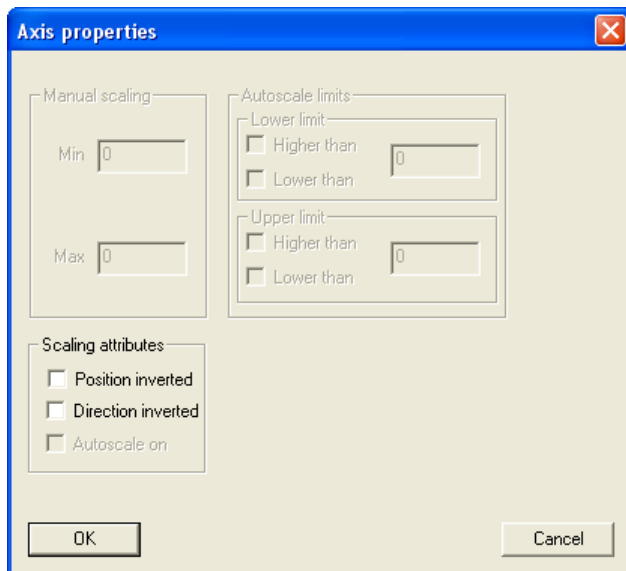 Axis properties
Manual scaling
Min 0
Max 0
Autoscale limits
Lower limit
Higher than
0
Lower than
Upper limit
Higher than
0
Lower than
Scaling attributes
Position inverted
Direction inverted
Autoscale on
OK
Cancel